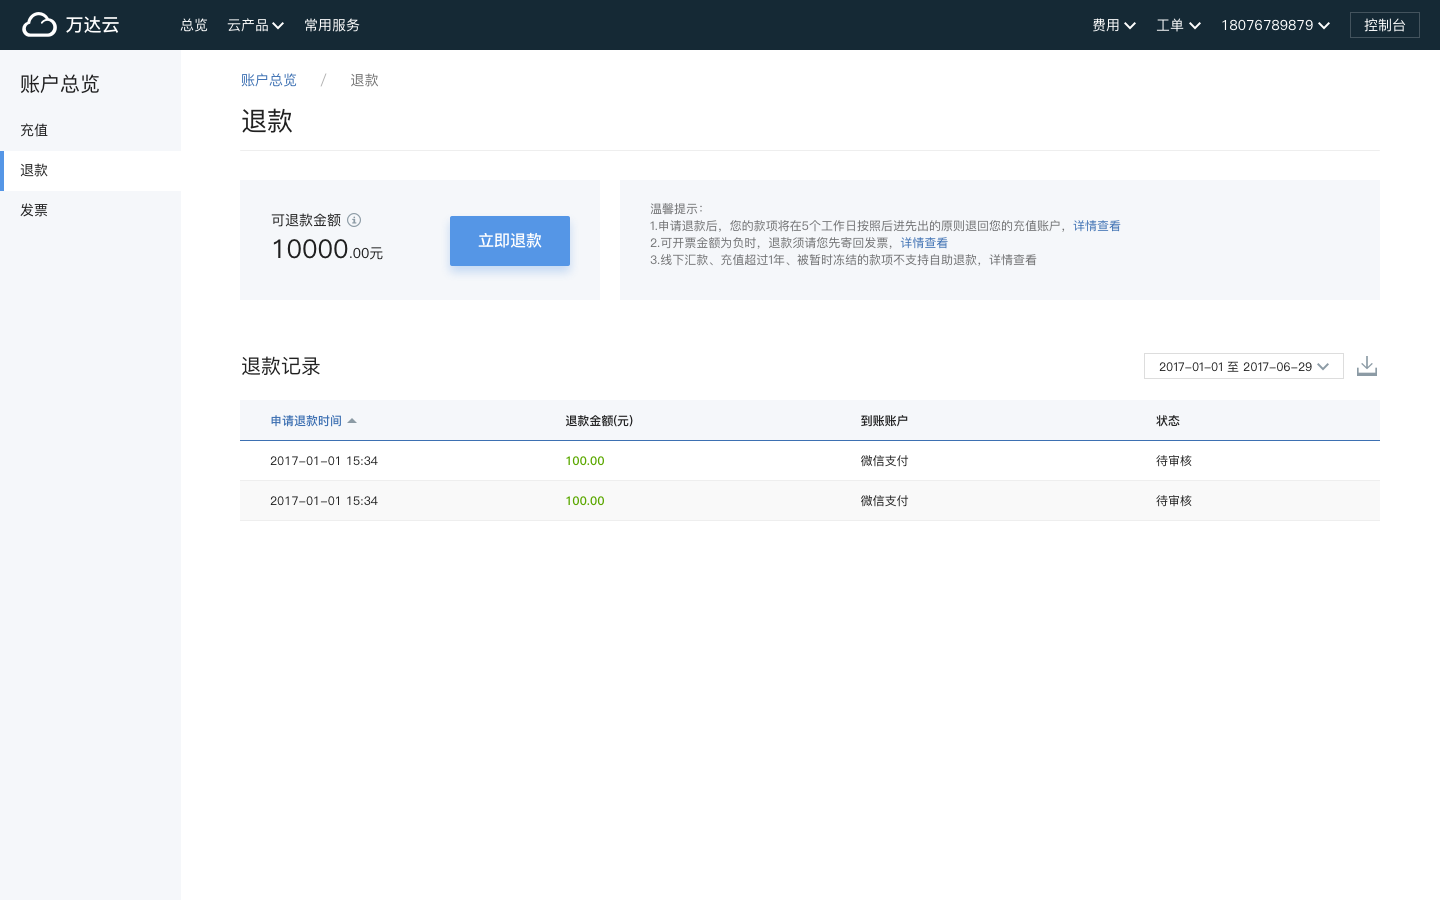 万达云
总览 云产品 常用服务
费用 工单 18076789879 控制台
账户总览
充值
退款
发票
账户总览 / 退款
退款
可退款金额
10000.00元
立即退款
温馨提示：
1.申请退款后，您的款项将在5个工作日按照后进先出的原则退回您的充值账户，详情查看
2.可开票金额为负时，退款须请您先寄回发票，详情查看
3.线下汇款、充值超过1年、被暂时冻结的款项不支持自助退款，详情查看
退款记录
2017-01-01 至 2017-06-29
申请退款时间 退款金额(元) 到账账户 状态
2017-01-01 15:34 100.00 微信支付 待审核
2017-01-01 15:34 100.00 微信支付 待审核